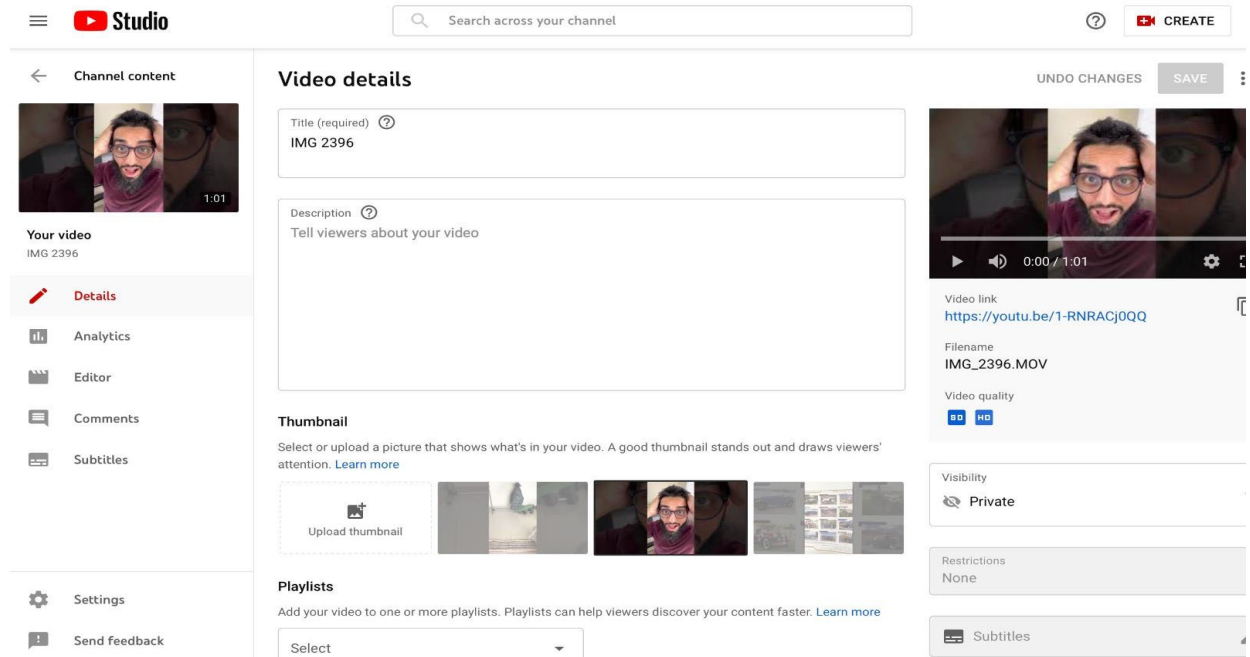 Studio
Search across your channel
CREATE
Channel content
1:01
Your video
IMG 2396
Details
Analytics
Editor
Comments
Subtitles
Settings
Send feedback
Video details
UNDO CHANGES
SAVE
Title (required)
IMG 2396
Description
Tell viewers about your video
Thumbnail
Select or upload a picture that shows what's in your video. A good thumbnail stands out and draws viewers'
attention. Learn more
Upload thumbnail
Playlists
Add your video to one or more playlists. Playlists can help viewers discover your content faster. Learn more
Select
0:00 / 1:01
Video link
https://youtu.be/1-RNRACj0QQ
Filename
IMG_2396.MOV
Video quality
SD HD
Visibility
Private
Restrictions
None
Subtitles